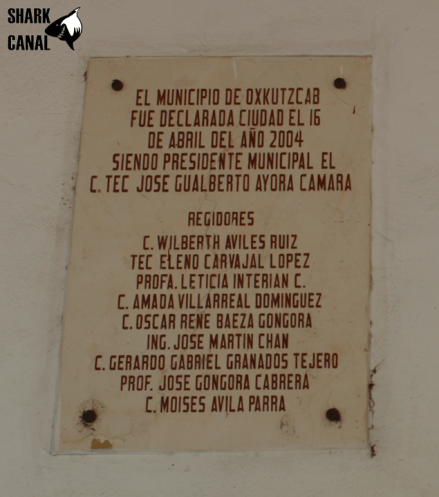 SHARK
CANAL
EL MUNICIPIO DE OXKUTZCAB
FUE DECLARADA CIUDAD EL 16
DE ABRIL DEL AÑO 2004
SIENDO PRESIDENTE MUNICIPAL EL
C. TEC JOSE GUALBERTO AYORA CAMARA
REGIDORES
C. WILBERTH AVILES RUIZ
TEC ELENO CARVAJAL LOPEZ
PROFA. LETICIA INTERIAN C.
C. AMADA VILLARREAL DOMINGUEZ
C. OSCAR RENE BAEZA GONGORA
ING. JOSE MARTIN CHAN
C. GERARDO GABRIEL GRANADOS TEJERO
PROF. JOSE GONGORA CABRERA
C. MOISES AVILA PARRA